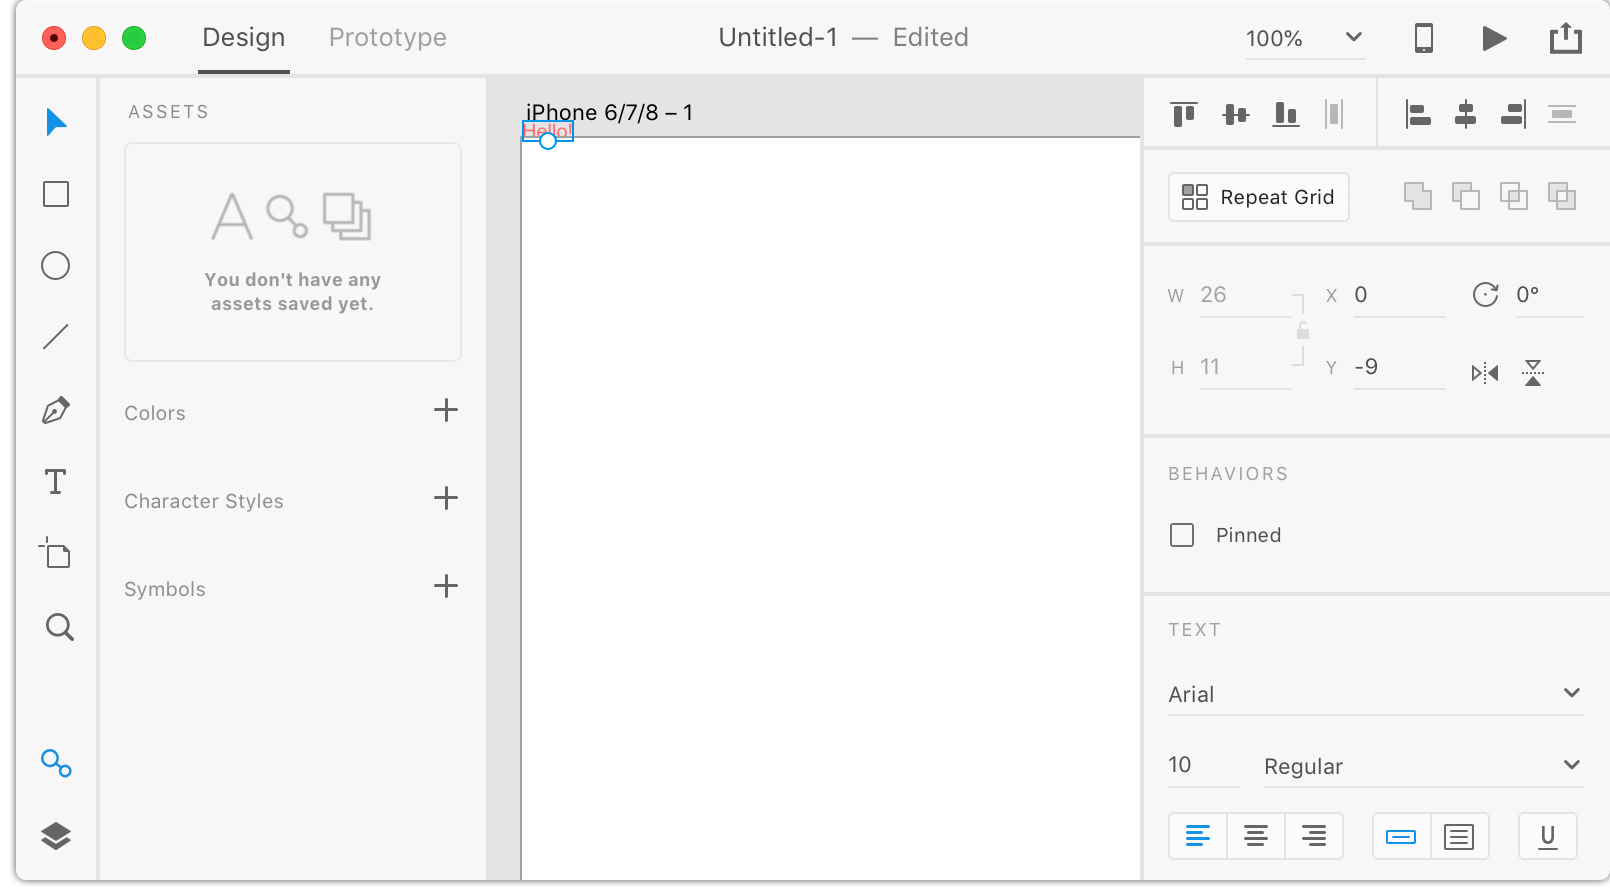 Design Prototype Untitled-1 — Edited 100%
ASSETS
You don't have any
assets saved yet.
Colors
Character Styles
Symbols
iPhone 6/7/8 – 1
Hello!
Repeat Grid
W 26 X 0 0°
H 11 Y -9
BEHAVIORS
Pinned
TEXT
Arial
10 Regular
U